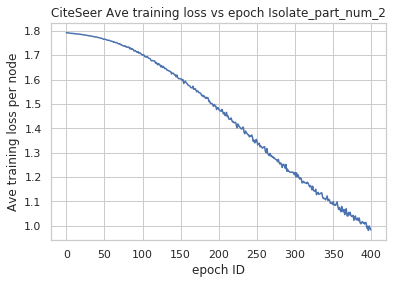 CiteSeer Ave training loss vs epoch Isolate_part_num_2
Ave training loss per node
1.8
1.7
1.6
1.5
1.4
1.3
1.2
1.1
1.0
0 50 100 150 200 250 300 350 400
epoch ID